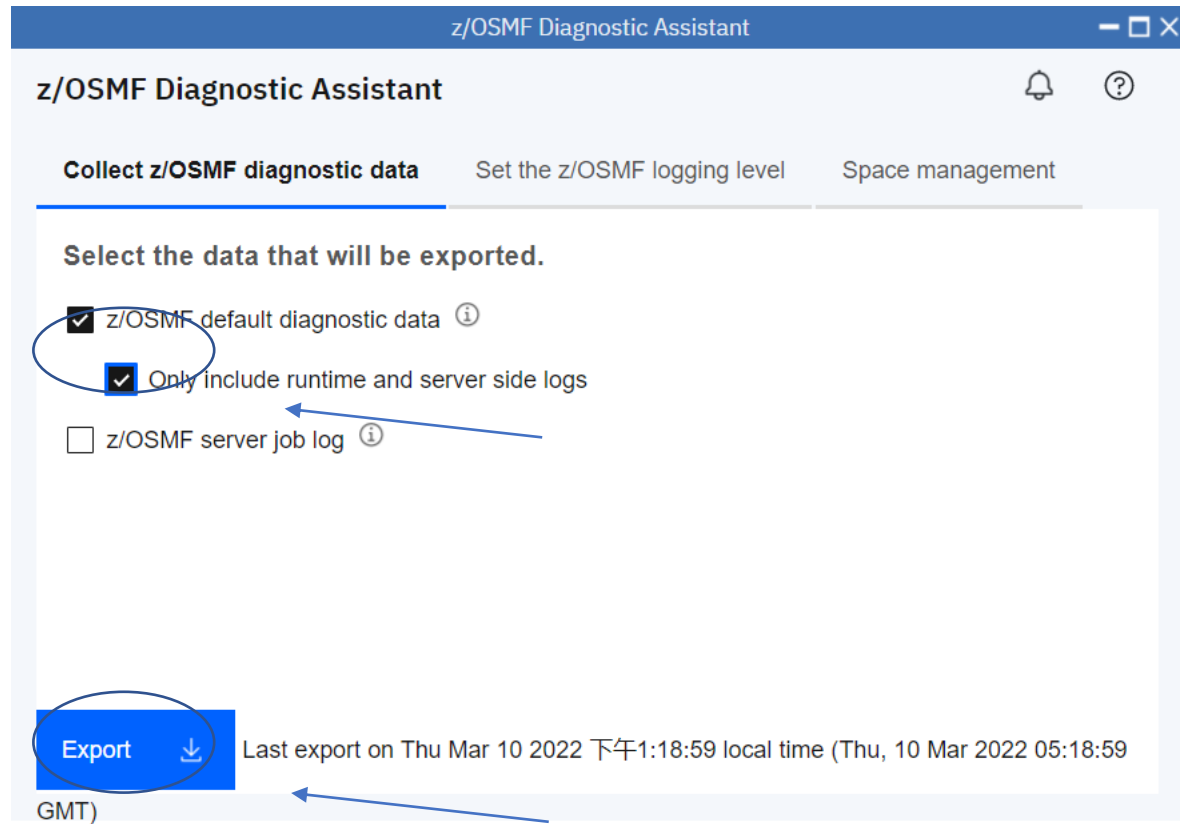 z/OSMF Diagnostic Assistant
z/OSMF Diagnostic Assistant
Collect z/OSMF diagnostic data Set the z/OSMF logging level Space management
Select the data that will be exported.
z/OSMF default diagnostic data
Only include runtime and server side logs
z/OSMF server job log
Export Last export on Thu Mar 10 2022 下午1:18:59 local time (Thu, 10 Mar 2022 05:18:59
GMT)